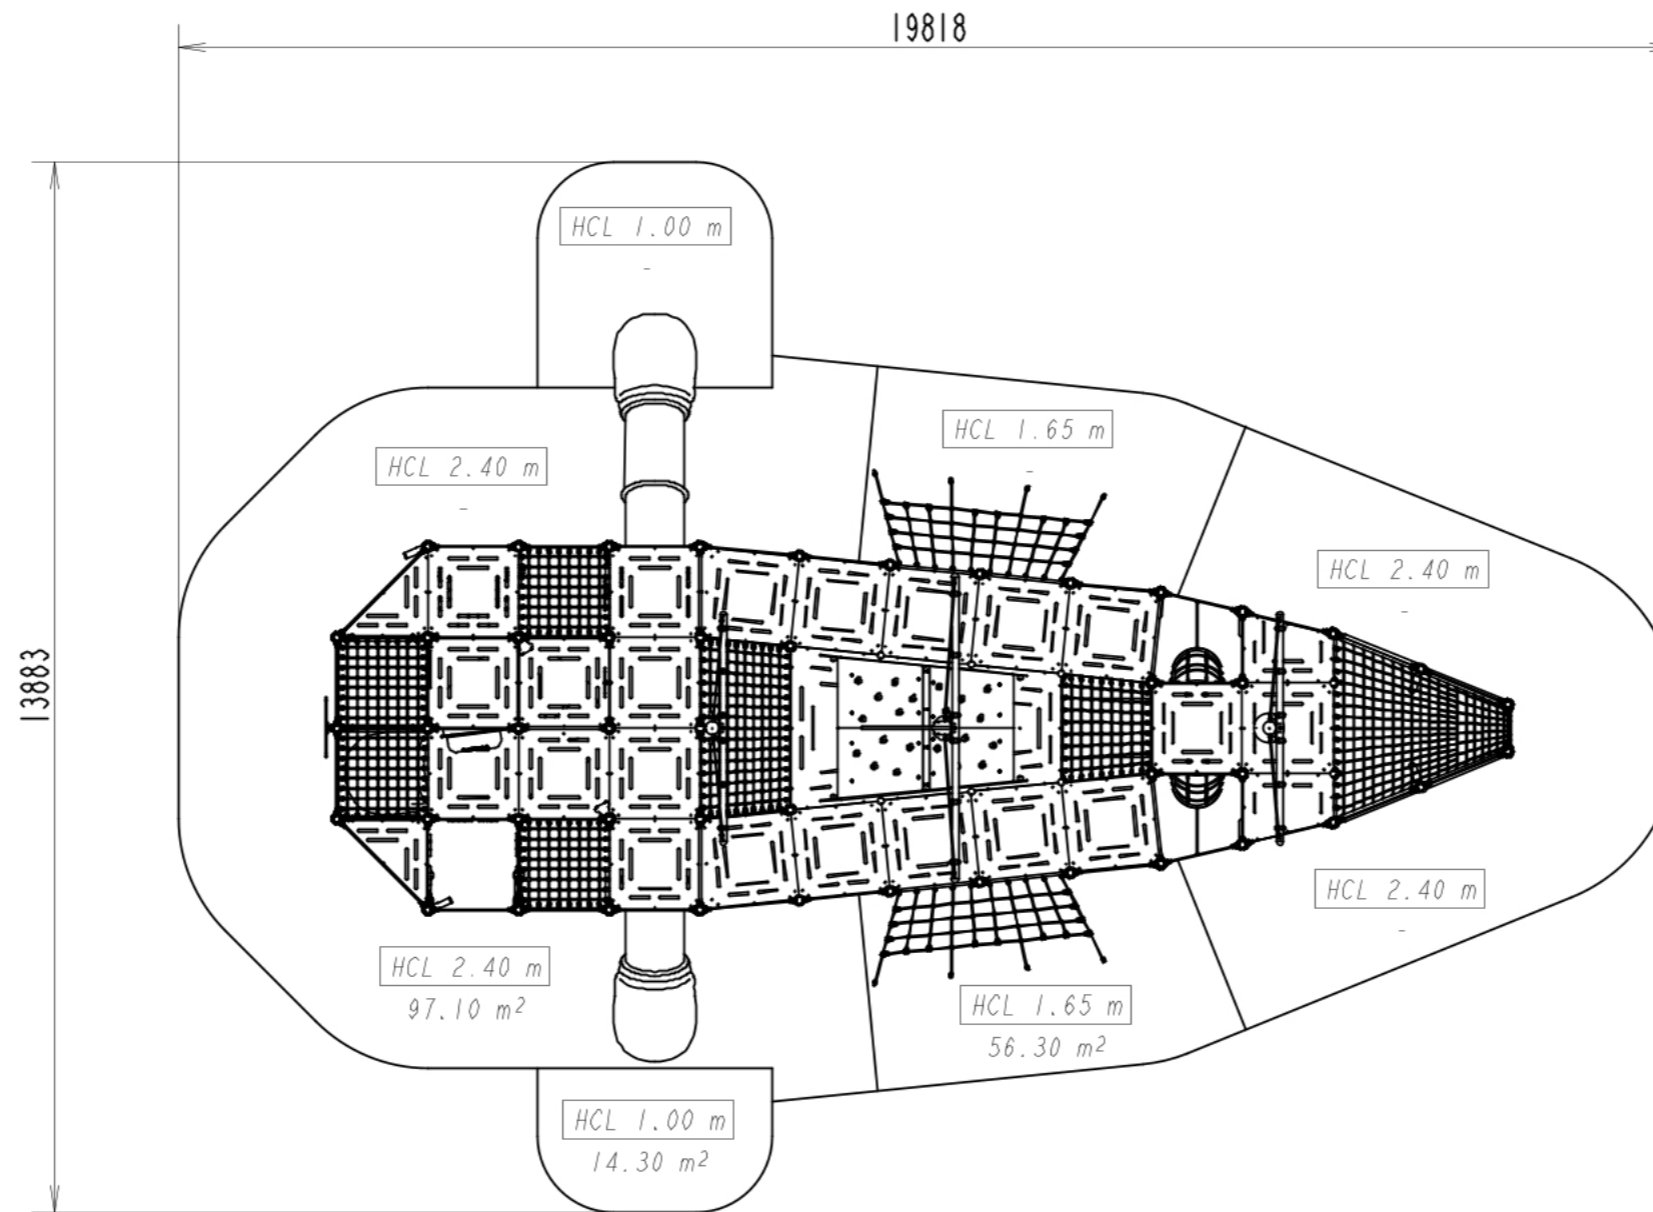 19818
HCL 1.00 m
-
HCL 1.65 m
-
HCL 2.40 m
-
HCL 2.40 m
-
13883
HCL 2.40 m
-
HCL 2.40 m
97.10 m²
HCL 1.65 m
56.30 m²
HCL 1.00 m
14.30 m²